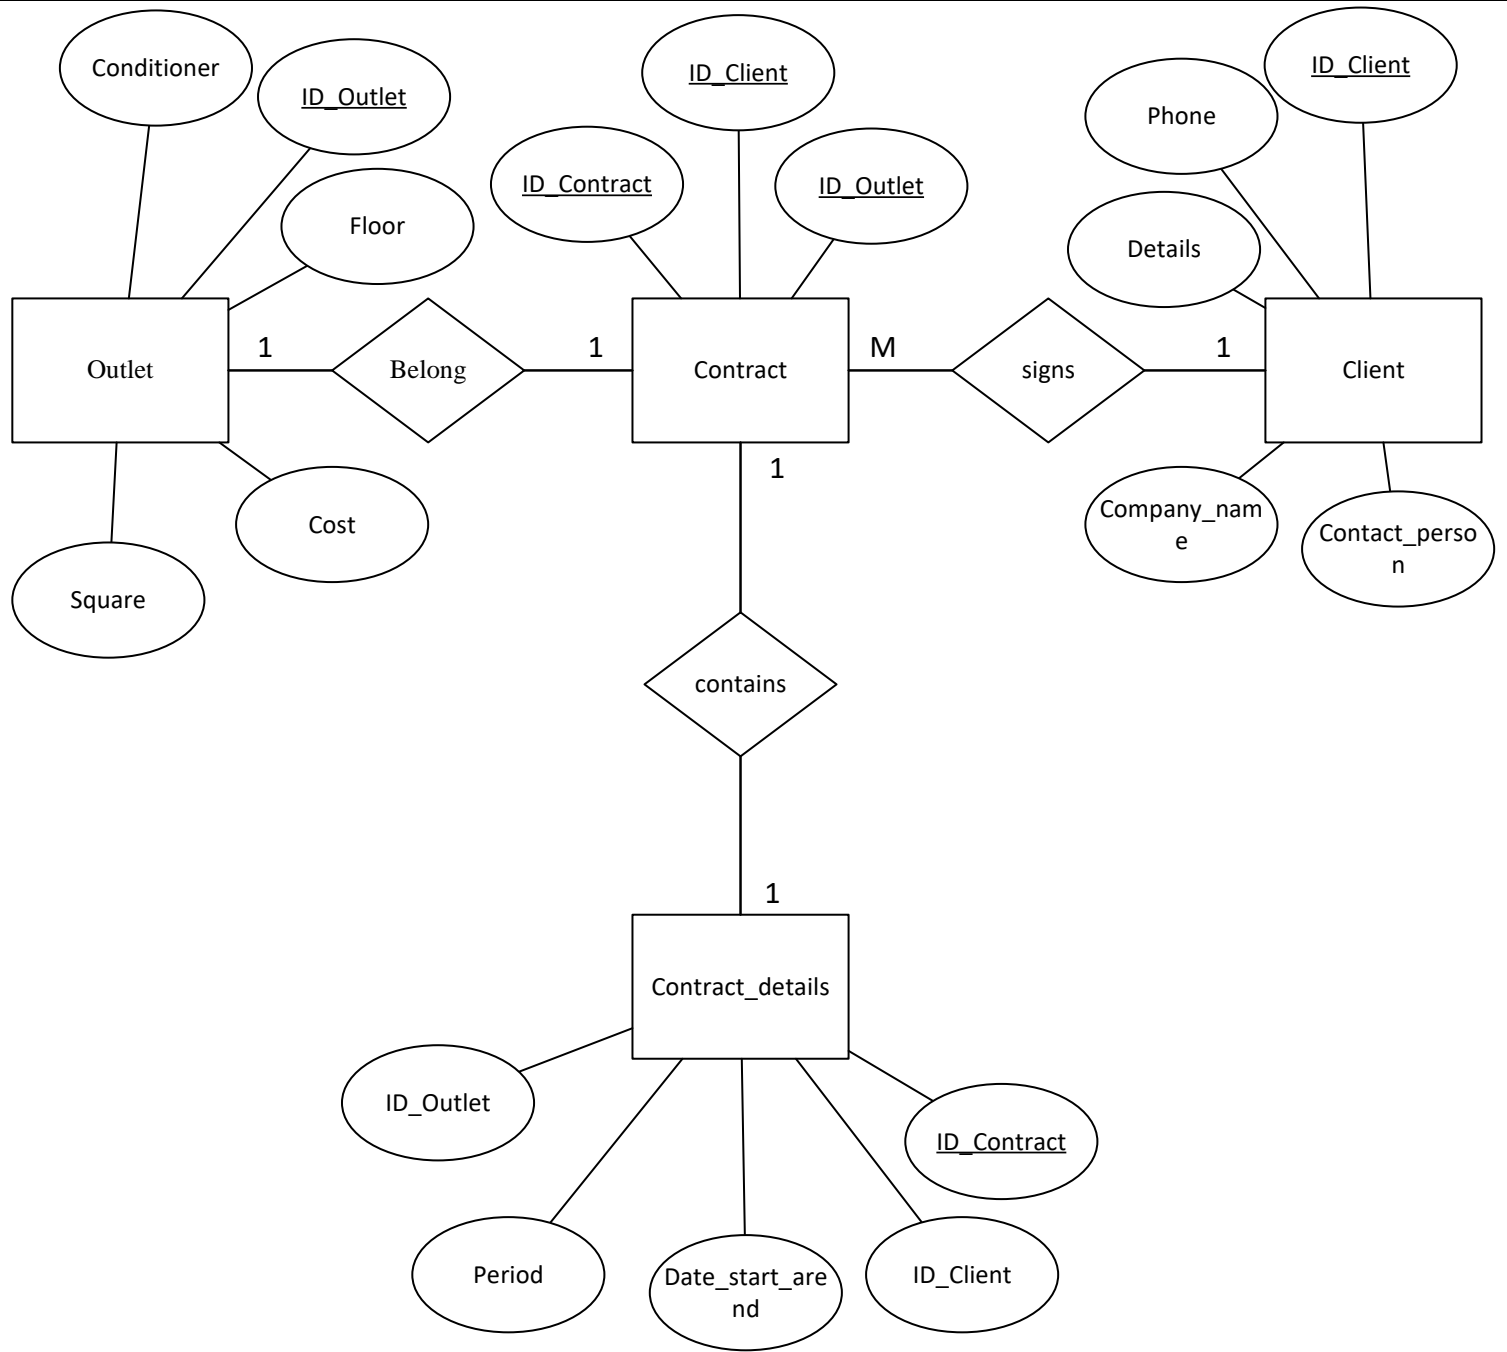 Conditioner
ID_Outlet
Floor
ID_Client
ID_Contract
ID_Outlet
ID_Client
Phone
Details
Outlet
1
Belong
1
Contract
M
signs
1
Client
Cost
Square
1
Company_nam
e
Contact_perso
n
contains
1
Contract_details
ID_Outlet
ID_Contract
Period
Date_start_are
nd
ID_Client